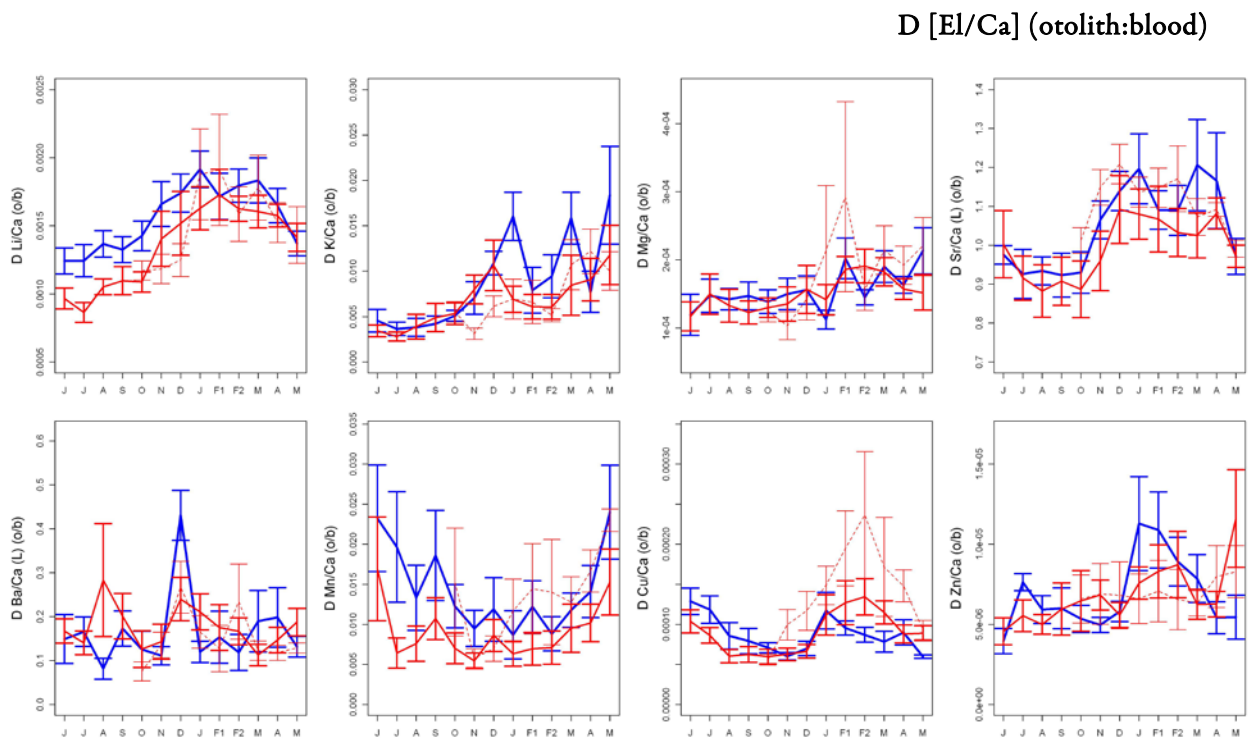 D [El/Ca] (otolith:blood)
D Li/Ca (o/b)
0.0025
0.0020
0.0015
0.0010
0.0005
J J A S O N D J F1 F2 M A M
D K/Ca (o/b)
0.030
0.025
0.020
0.015
0.010
0.005
0.000
J J A S O N D J F1 F2 M A M
D Mg/Ca (o/b)
4e-04
3e-04
2e-04
1e-04
J J A S O N D J F1 F2 M A M
D Sr/Ca (L) (o/b)
1.4
1.3
1.2
1.1
1.0
0.9
0.8
0.7
J J A S O N D J F1 F2 M A M
D Ba/Ca (L) (o/b)
0.6
0.5
0.4
0.3
0.2
0.1
0.0
J J A S O N D J F1 F2 M A M
D Mn/Ca (o/b)
0.035
0.030
0.025
0.020
0.015
0.010
0.005
0.000
J J A S O N D J F1 F2 M A M
D Cu/Ca (o/b)
0.00030
0.00020
0.00010
0.00000
J J A S O N D J F1 F2 M A M
D Zn/Ca (o/b)
1.5e-05
1.0e-05
5.0e-06
0.0e+00
J J A S O N D J F1 F2 M A M